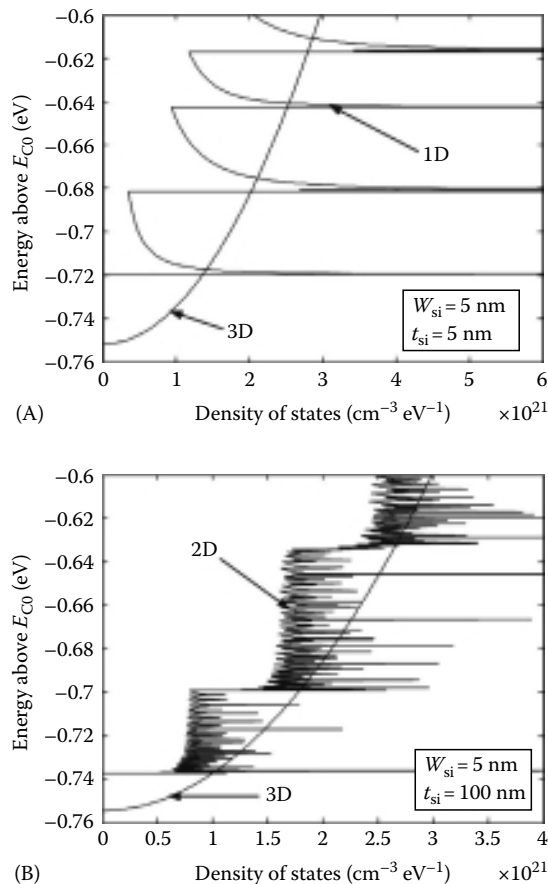 −0.6
−0.62
−0.64
−0.66
−0.68
−0.7
−0.72
−0.74
−0.76
Energy above E_C0 (eV)
1D
3D
W_si = 5 nm
t_si = 5 nm
0 1 2 3 4 5 6
(A) Density of states (cm⁻³ eV⁻¹) ×10²¹
−0.6
−0.62
−0.64
−0.66
−0.68
−0.7
−0.72
−0.74
−0.76
Energy above E_C0 (eV)
2D
3D
W_si = 5 nm
t_si = 100 nm
0 0.5 1 1.5 2 2.5 3 3.5 4
(B) Density of states (cm⁻³ eV⁻¹) ×10²¹